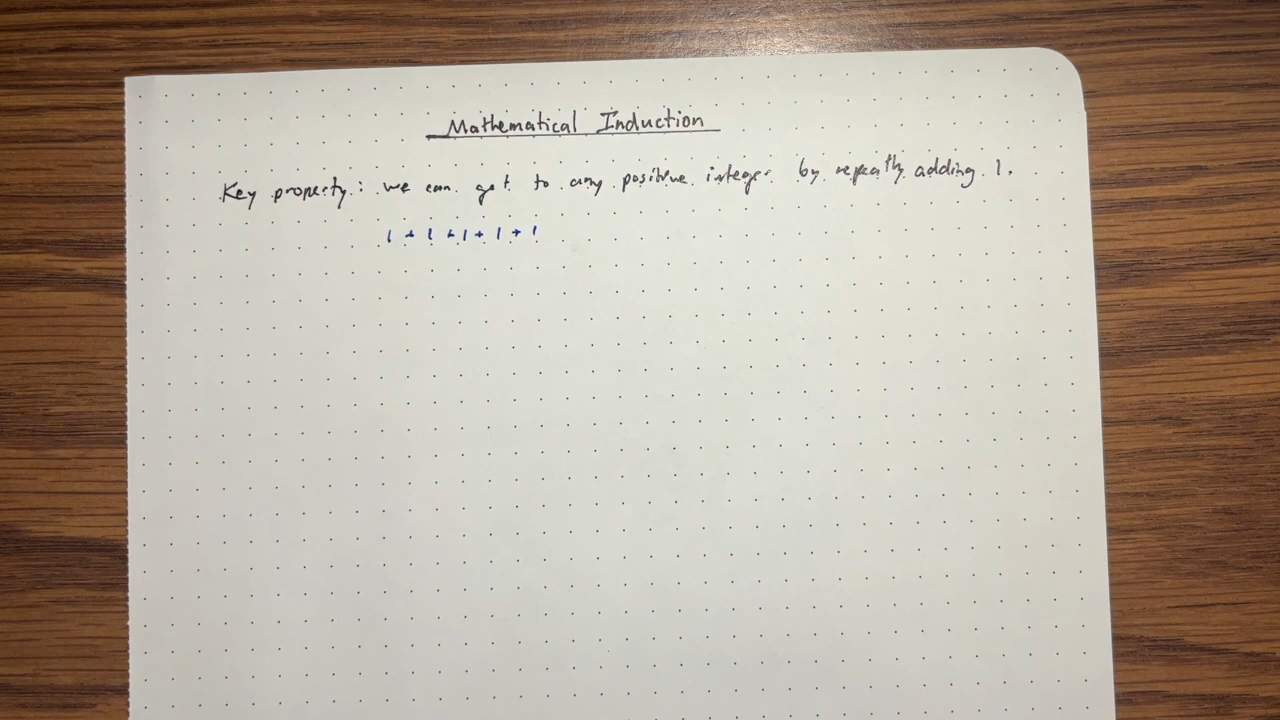 Mathematical Induction
Key property: we can get to any positive integer by repeatly adding 1.
1 + 1 + 1 + 1 + 1